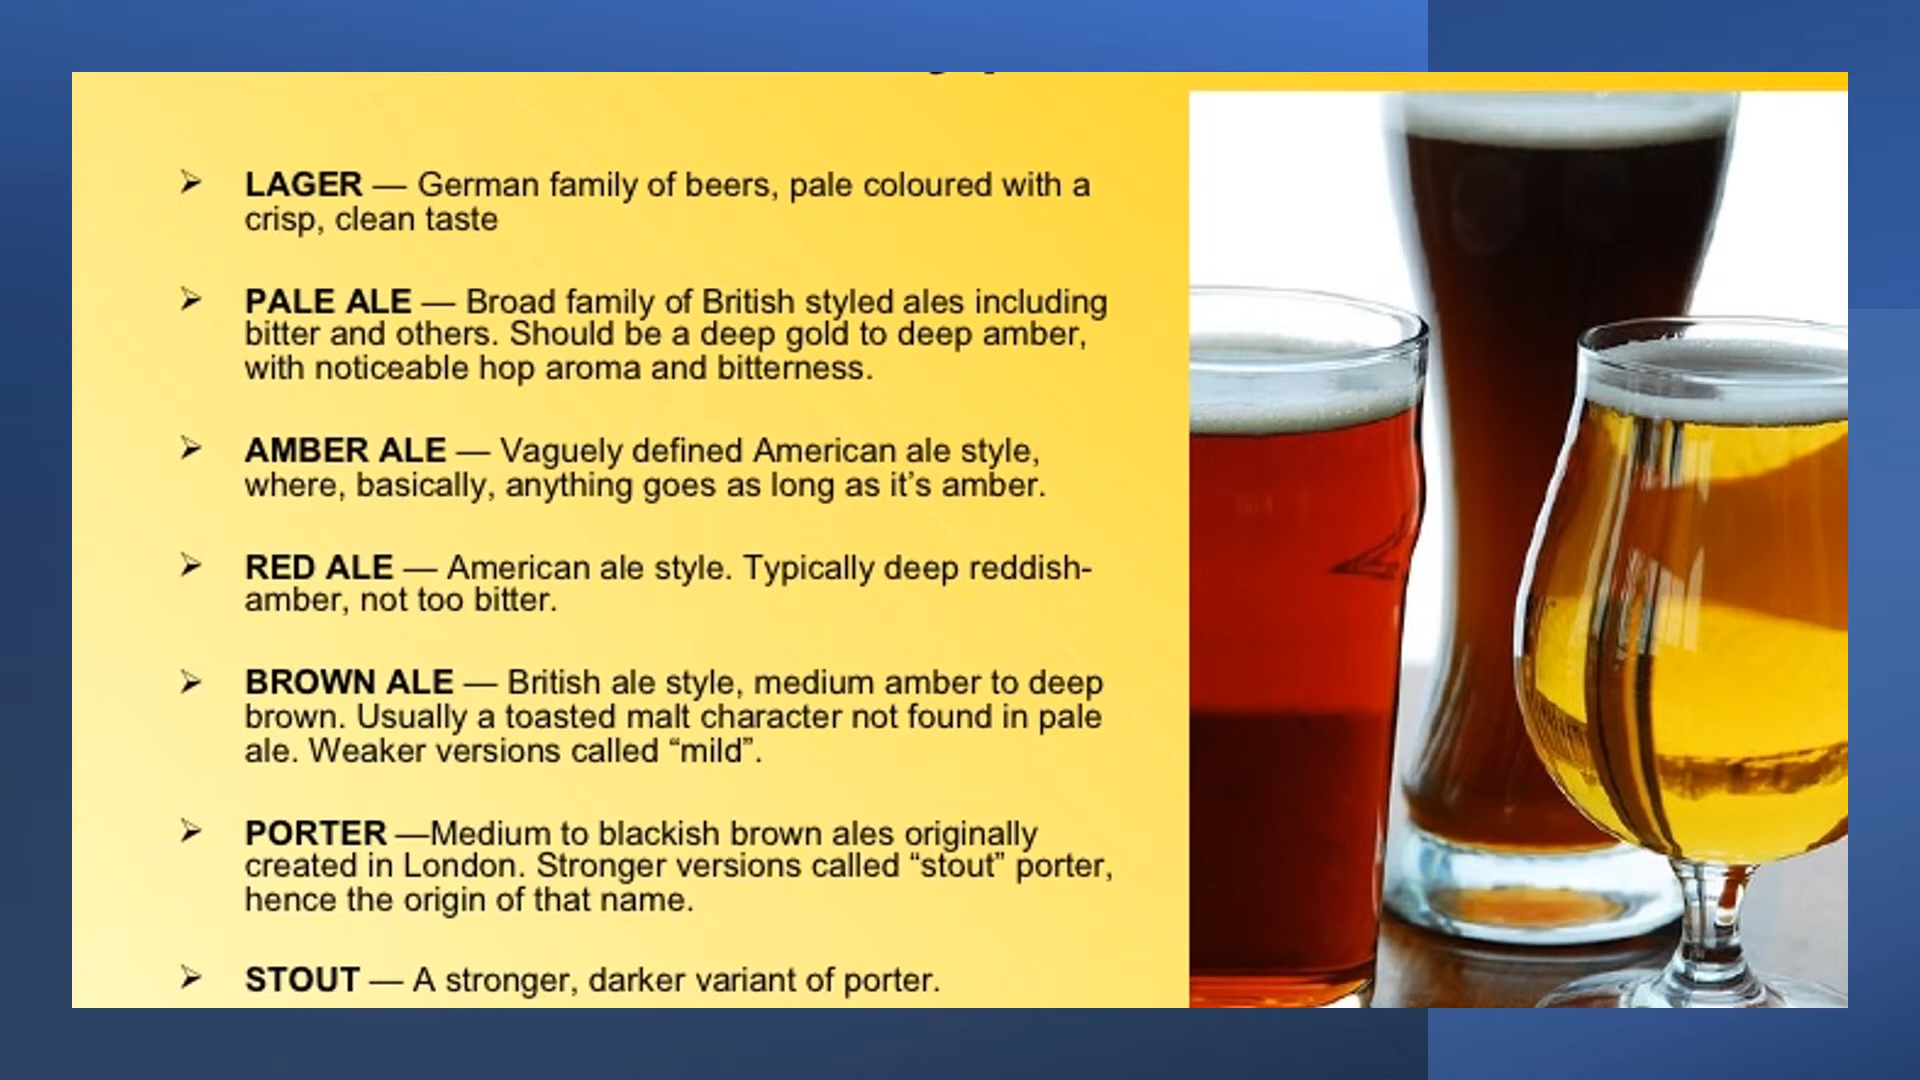 ➢ LAGER — German family of beers, pale coloured with a
crisp, clean taste
➢ PALE ALE — Broad family of British styled ales including
bitter and others. Should be a deep gold to deep amber,
with noticeable hop aroma and bitterness.
➢ AMBER ALE — Vaguely defined American ale style,
where, basically, anything goes as long as it’s amber.
➢ RED ALE — American ale style. Typically deep reddish-
amber, not too bitter.
➢ BROWN ALE — British ale style, medium amber to deep
brown. Usually a toasted malt character not found in pale
ale. Weaker versions called “mild”.
➢ PORTER —Medium to blackish brown ales originally
created in London. Stronger versions called “stout” porter,
hence the origin of that name.
➢ STOUT — A stronger, darker variant of porter.